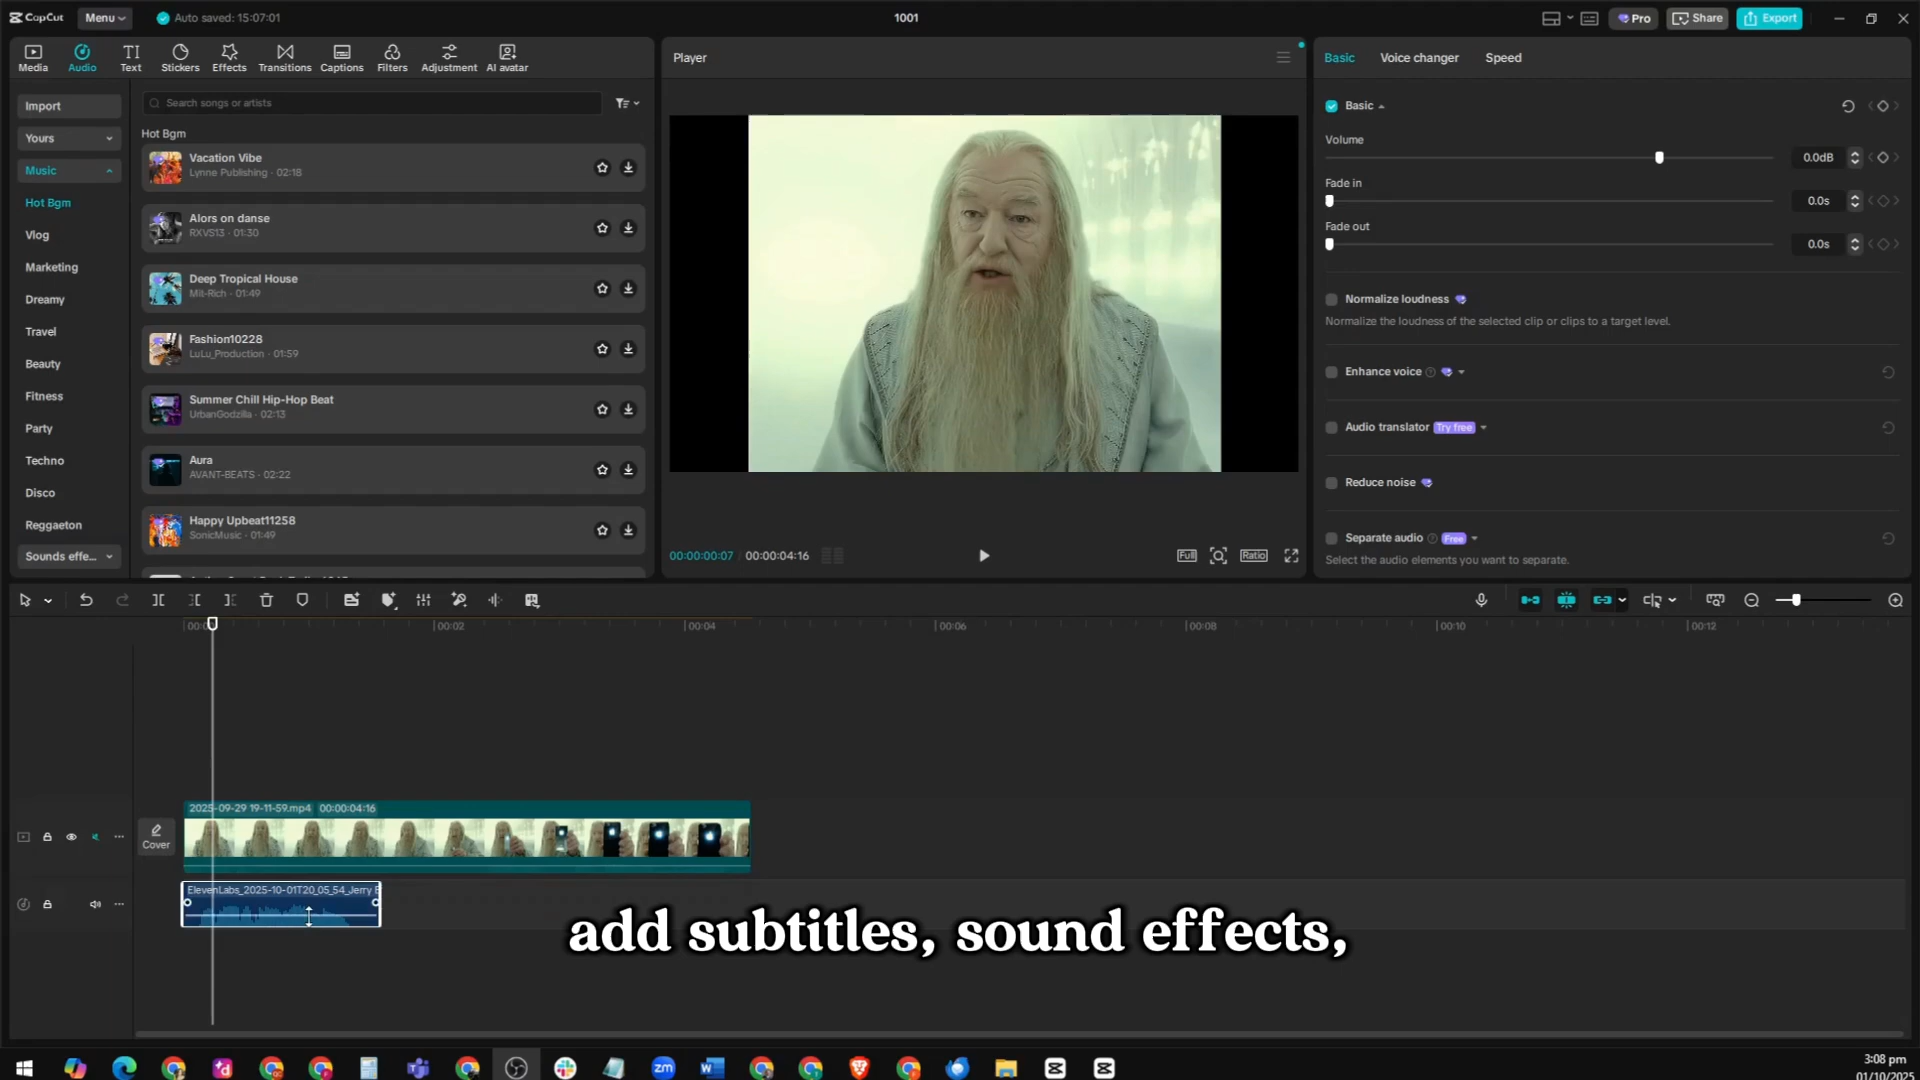 CapCut
Menu
Auto saved: 15:07:01
1001
Pro
Share
Export
Media
Audio
Text
Stickers
Effects
Transitions
Captions
Filters
Adjustment
AI avatar
Import
Yours
Music
Hot Bgm
Vlog
Marketing
Dreamy
Travel
Beauty
Fitness
Party
Techno
Disco
Reggaeton
Sounds effe...
Search songs or artists
Hot Bgm
Vacation Vibe
Lynne Publishing · 02:18
Alors on danse
RXVS13 · 01:30
Deep Tropical House
Mit-Rich · 01:49
Fashion10228
LuLu_Production · 01:59
Summer Chill Hip-Hop Beat
UrbanGodzilla · 02:13
Aura
AVANT-BEATS · 02:22
Happy Upbeat11258
SonicMusic · 01:49
Player
00:00:00:07
00:00:04:16
Full
Ratio
Basic
Voice changer
Speed
Basic
Volume
0.0dB
Fade in
0.0s
Fade out
0.0s
Normalize loudness
Normalize the loudness of the selected clip or clips to a target level.
Enhance voice
Audio translator
Try free
Reduce noise
Separate audio
Free
Select the audio elements you want to separate.
00:02
00:04
00:06
00:08
00:10
00:12
2025-09-29 19-11-59.mp4 00:00:04:16
Cover
ElevenLabs_2025-10-01T20_05_54_Jerry
add subtitles, sound effects,
zm
3:08 pm
01/10/2025